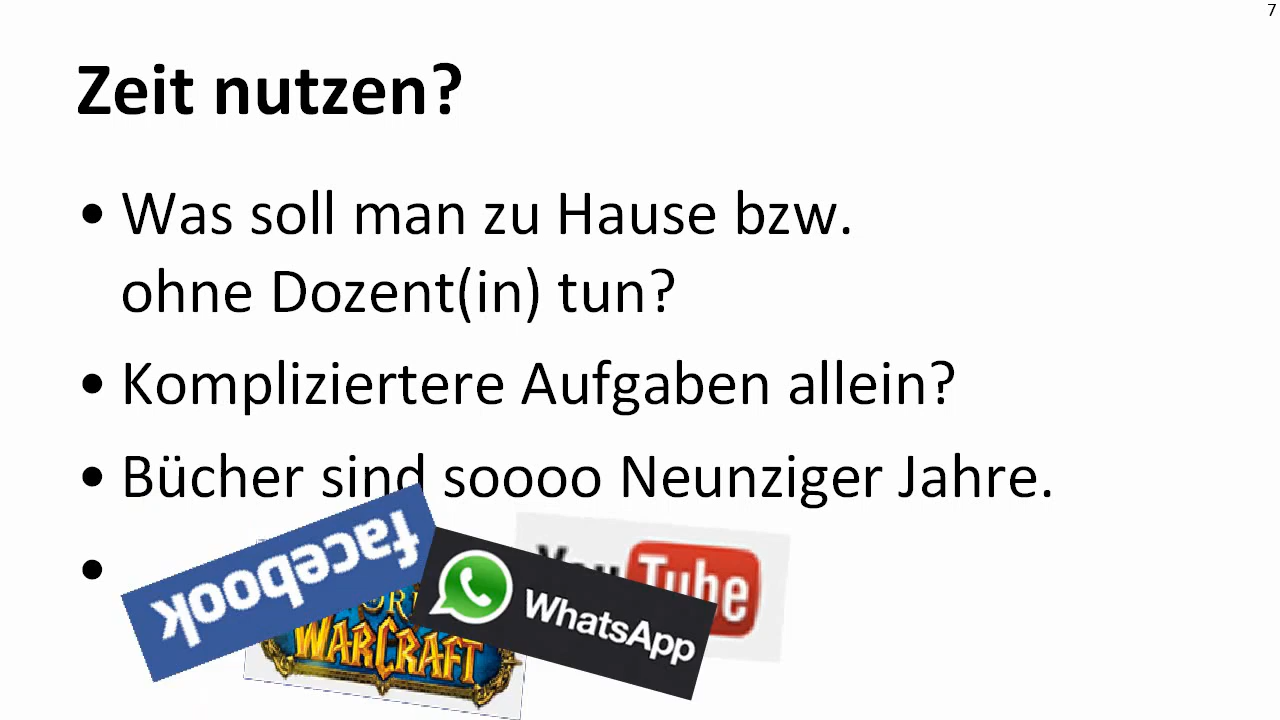 7
Zeit nutzen?
• Was soll man zu Hause bzw.
ohne Dozent(in) tun?
• Kompliziertere Aufgaben allein?
• Bücher sind soooo Neunziger Jahre.
•
facebook
YouTube
WhatsApp
WARCRAFT